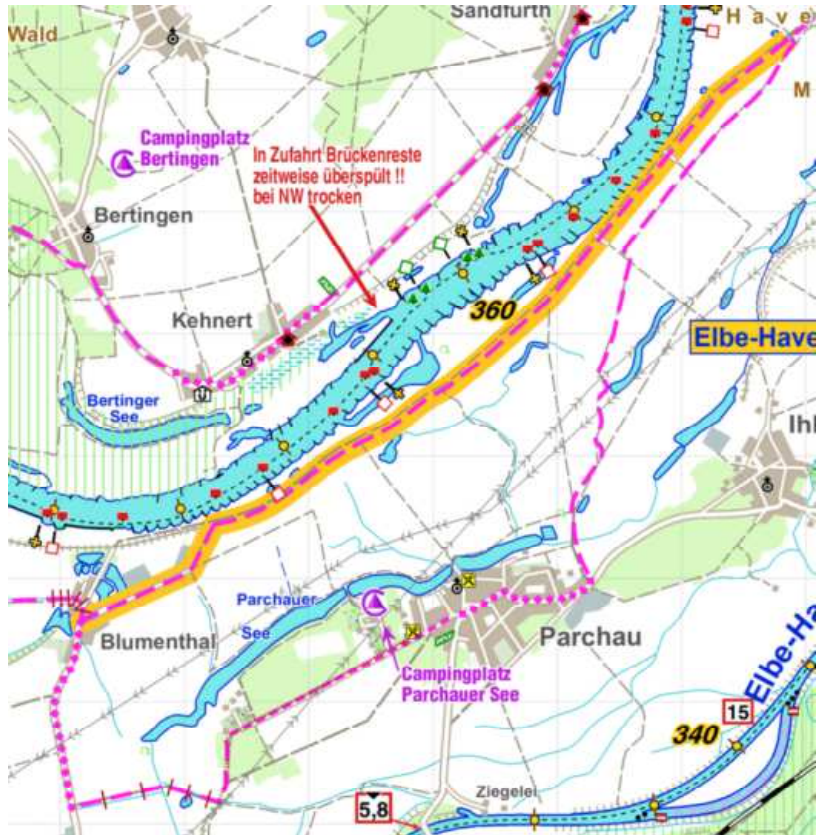 Sandfurth
H a v e
Wald
M
Campingplatz
Bertingen
In Zufahrt Brückenreste
zeitweise überspült !!
bei NW trocken
Bertingen
360
Kehnert
Elbe-Have
Bertinger
See
Ihl
Parchauer
See
Blumenthal
Parchau
Campingplatz
Parchauer See
Elbe-Ha
15
340
Ziegelei
5,8